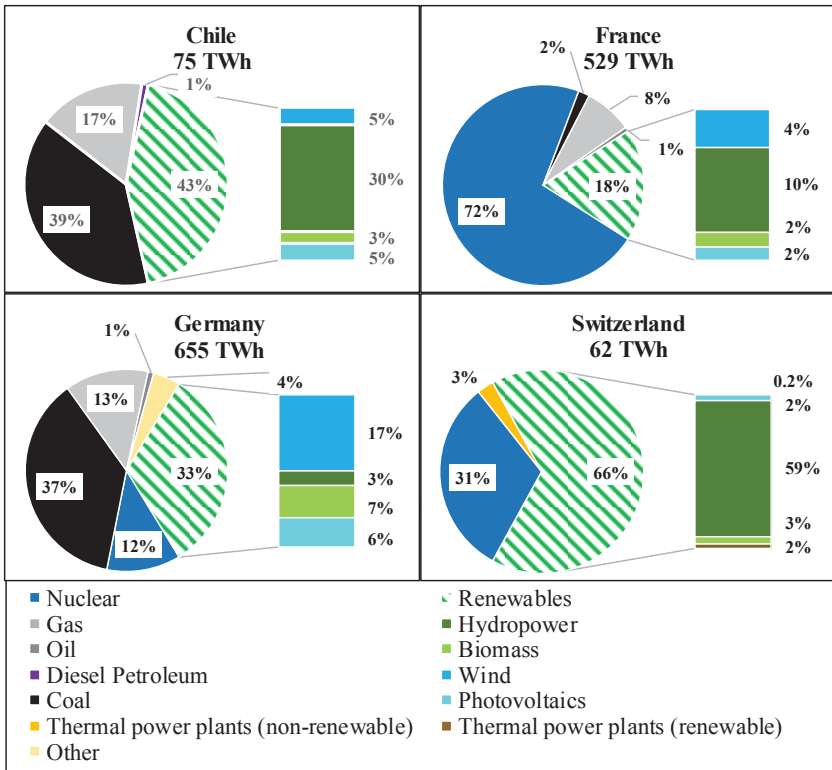 Chile
75 TWh
1%
17%
43%
39%
5%
30%
3%
5%
France
529 TWh
2%
8%
1%
18%
72%
4%
10%
2%
2%
Germany
655 TWh
1%
4%
13%
33%
37%
12%
17%
3%
7%
6%
Switzerland
62 TWh
3%
31%
66%
0.2%
2%
59%
3%
2%
Nuclear
Gas
Oil
Diesel Petroleum
Coal
Thermal power plants (non-renewable)
Other
Renewables
Hydropower
Biomass
Wind
Photovoltaics
Thermal power plants (renewable)